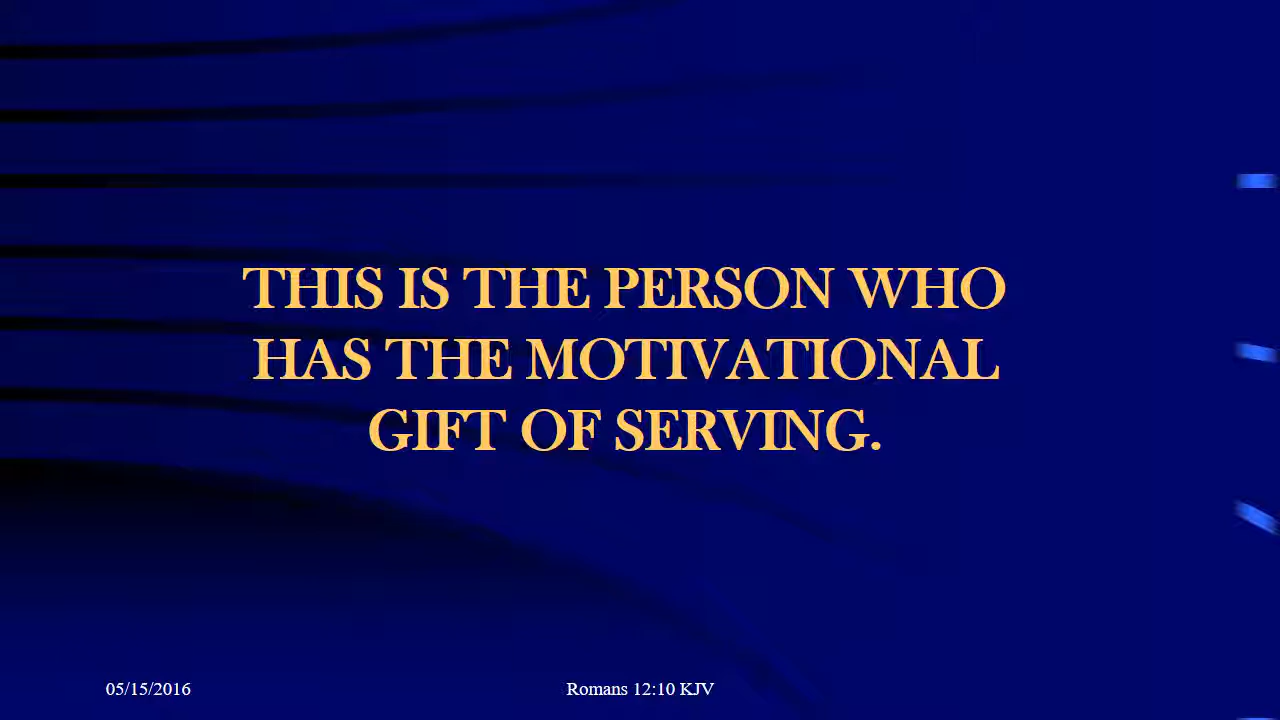 THIS IS THE PERSON WHO
HAS THE MOTIVATIONAL
GIFT OF SERVING.
05/15/2016
Romans 12:10 KJV